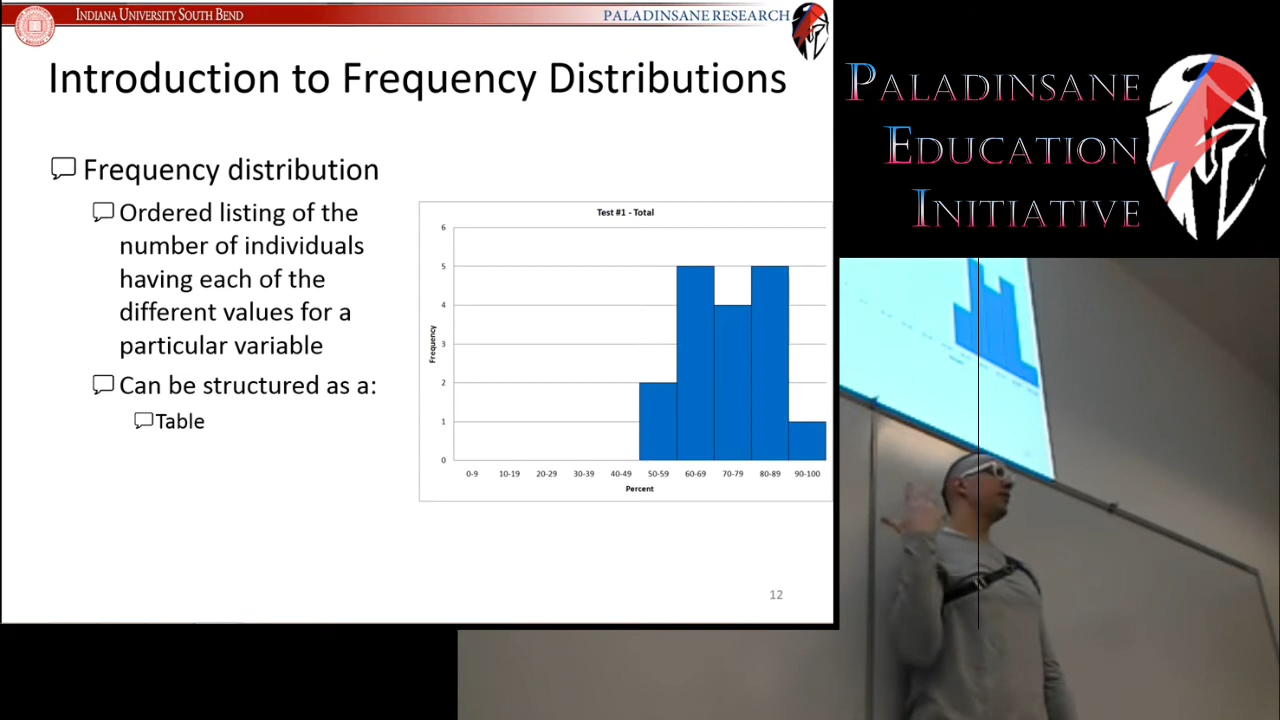 INDIANA UNIVERSITY SOUTH BEND
PALADINSANE RESEARCH
Introduction to Frequency Distributions
Frequency distribution
Ordered listing of the
number of individuals
having each of the
different values for a
particular variable
Can be structured as a:
Table
Test #1 - Total
6
5
4
3
2
1
0
Frequency
0-9 10-19 20-29 30-39 40-49 50-59 60-69 70-79 80-89 90-100
Percent
12
PALADINSANE
EDUCATION
INITIATIVE